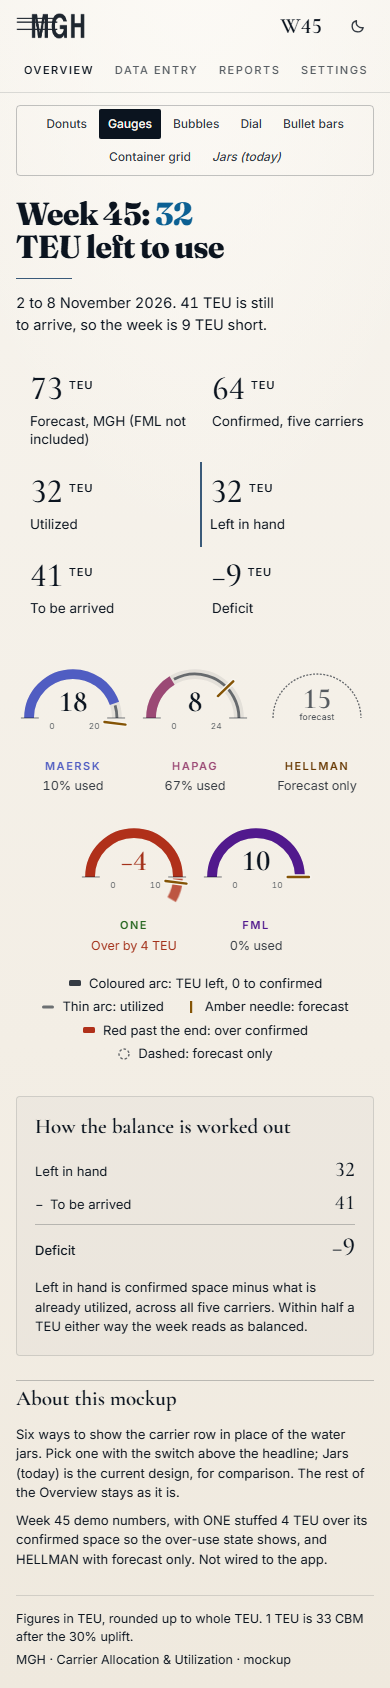 MGH
W45
OVERVIEW DATA ENTRY REPORTS SETTINGS
Donuts Gauges Bubbles Dial Bullet bars
Container grid Jars (today)
Week 45: 32
TEU left to use
2 to 8 November 2026. 41 TEU is still
to arrive, so the week is 9 TEU short.
73 TEU 64 TEU
Forecast, MGH (FML not Confirmed, five carriers
included)
32 TEU 32 TEU
Utilized Left in hand
41 TEU –9 TEU
To be arrived Deficit
18 8 15
forecast
0 20 0 24
MAERSK HAPAG HELLMAN
10% used 67% used Forecast only
–4 10
0 10 0 10
ONE FML
Over by 4 TEU 0% used
Coloured arc: TEU left, 0 to confirmed
Thin arc: utilized Amber needle: forecast
Red past the end: over confirmed
Dashed: forecast only
How the balance is worked out
Left in hand 32
– To be arrived 41
Deficit –9
Left in hand is confirmed space minus what is
already utilized, across all five carriers. Within half a
TEU either way the week reads as balanced.
About this mockup
Six ways to show the carrier row in place of the water
jars. Pick one with the switch above the headline; Jars
(today) is the current design, for comparison. The rest of
the Overview stays as it is.
Week 45 demo numbers, with ONE stuffed 4 TEU over its
confirmed space so the over-use state shows, and
HELLMAN with forecast only. Not wired to the app.
Figures in TEU, rounded up to whole TEU. 1 TEU is 33 CBM
after the 30% uplift.
MGH · Carrier Allocation & Utilization · mockup